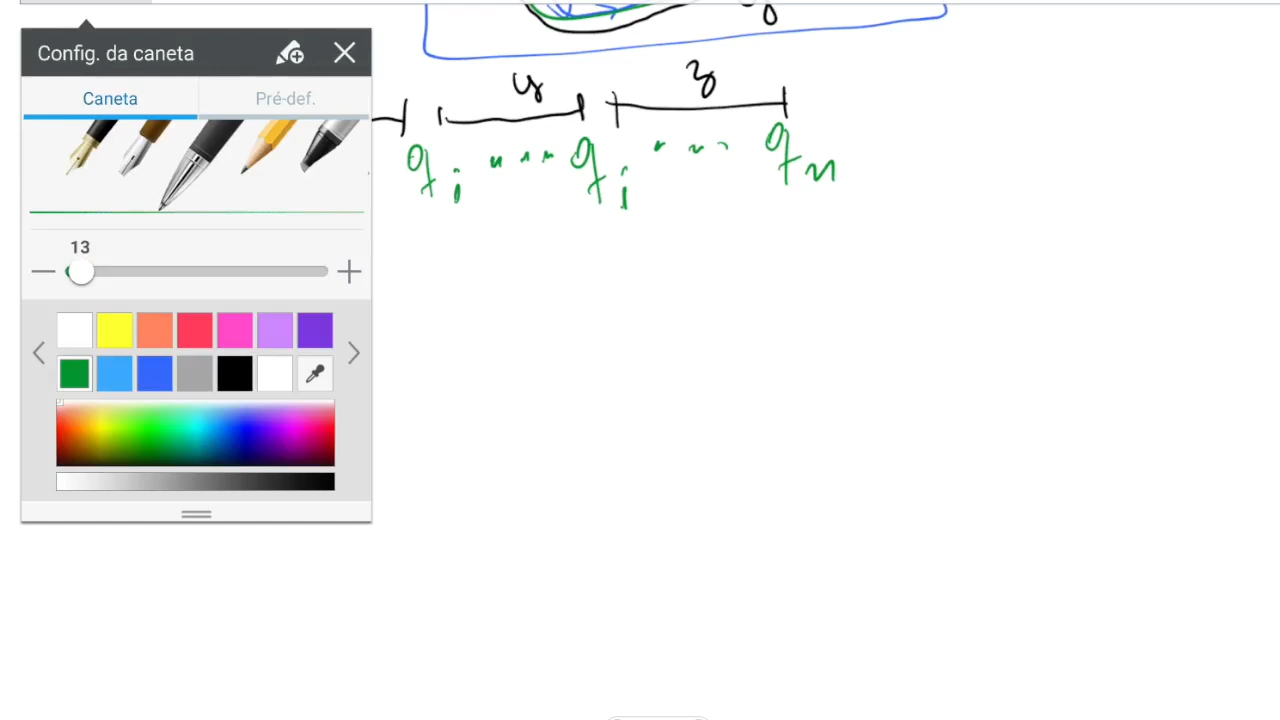 Config. da caneta
Caneta Pré-def.
13
y z
q i ... q i ... q n